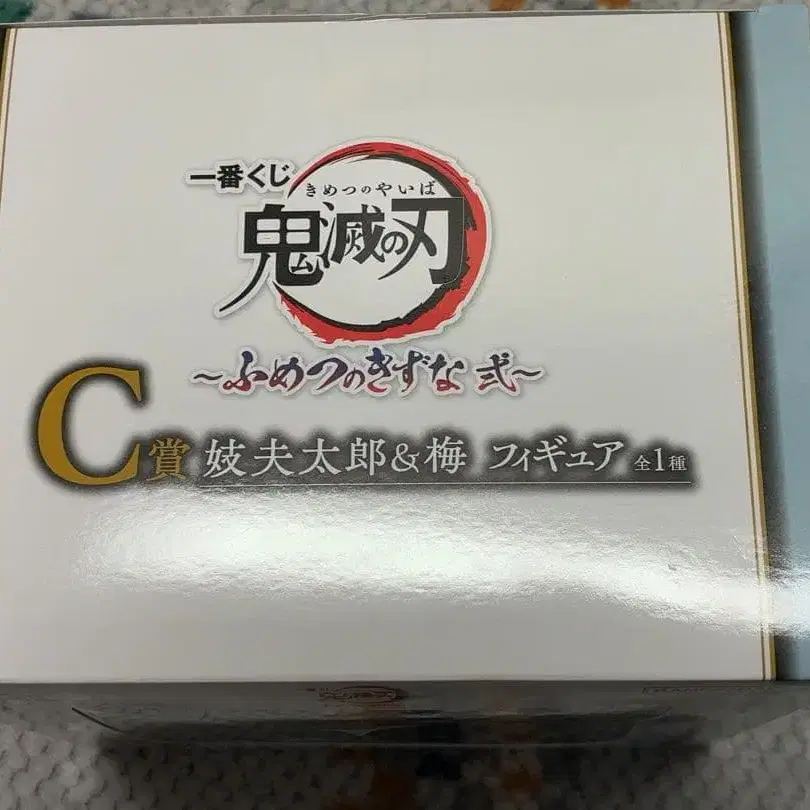 一番くじ
きめつのやいば
鬼滅の刃
～ふめつのきずな 弐～
C賞 妓夫太郎&梅 フィギュア 全1種